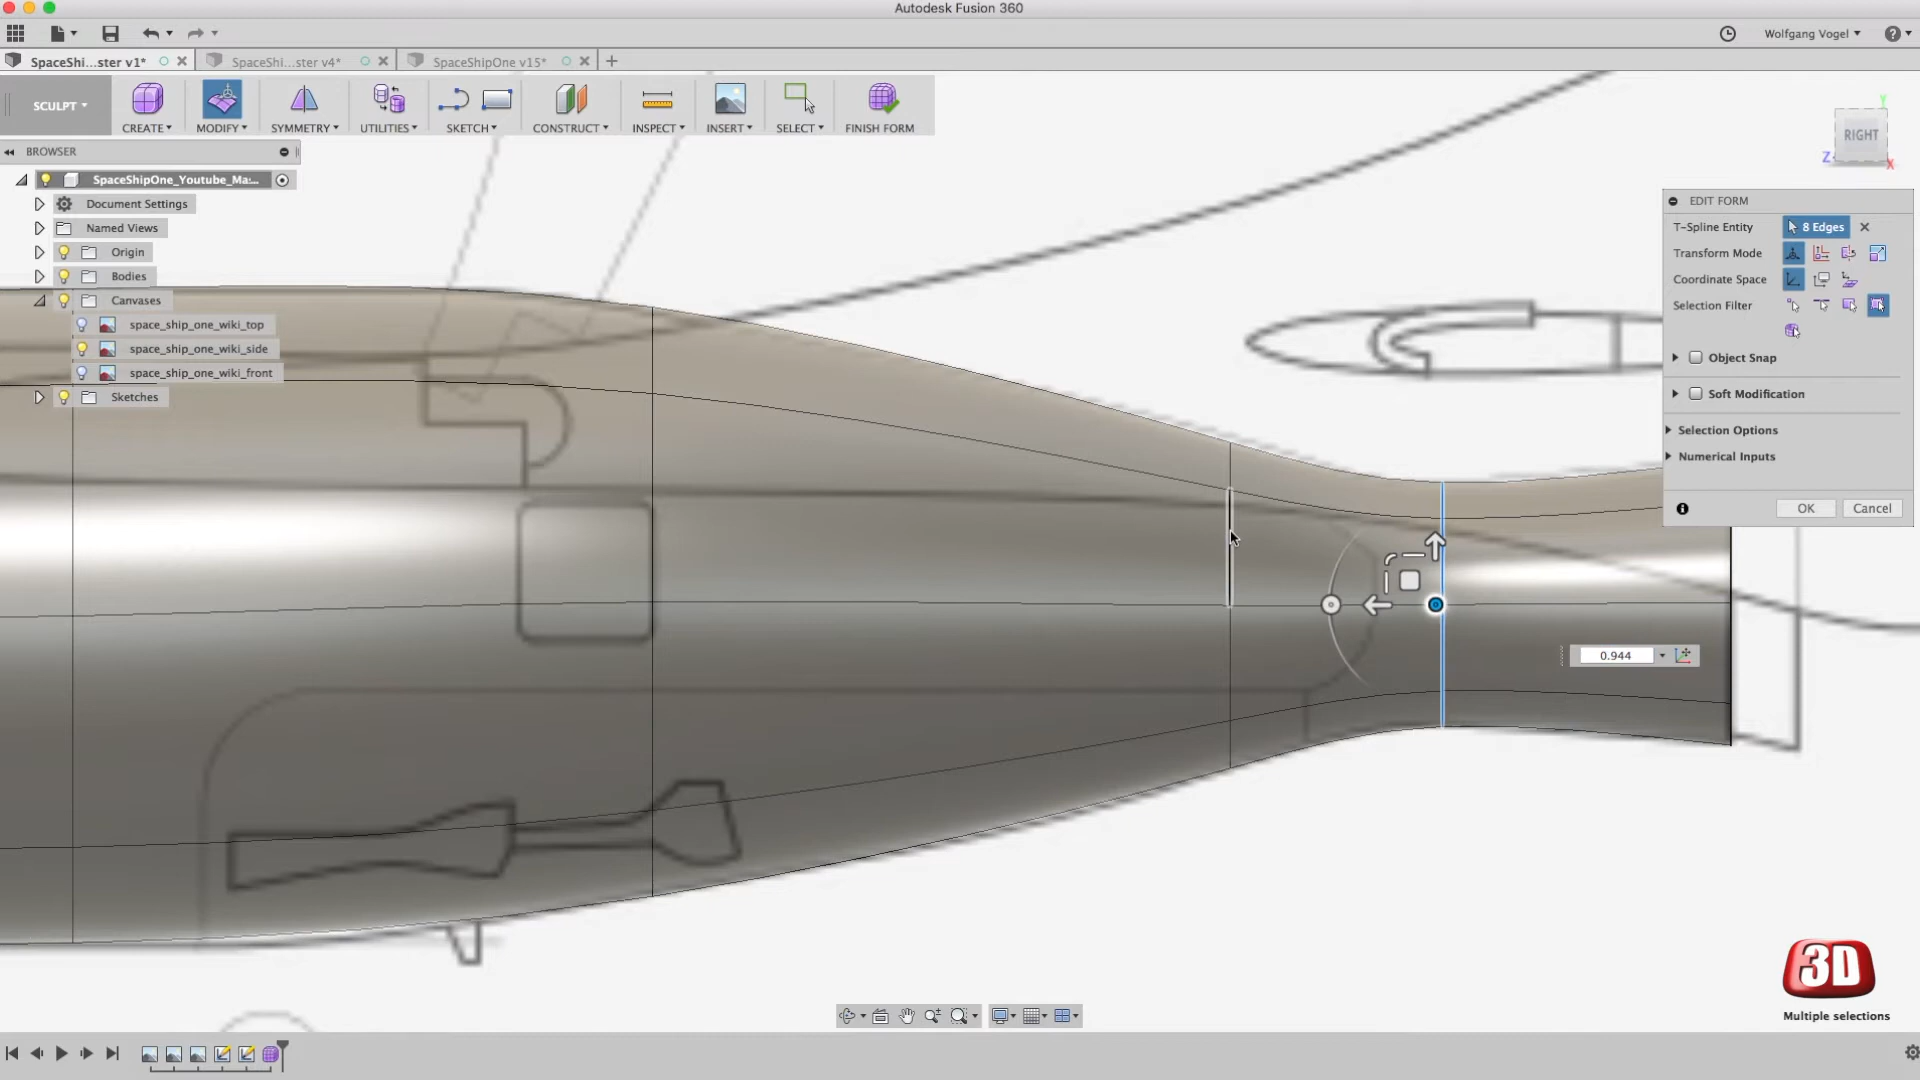 Autodesk Fusion 360
Wolfgang Vogel
SpaceShi...ster v1*
SpaceShi...ster v4*
SpaceShipOne v15*
SCULPT
CREATE
MODIFY
SYMMETRY
UTILITIES
SKETCH
CONSTRUCT
INSPECT
INSERT
SELECT
FINISH FORM
Y
RIGHT
Z
X
BROWSER
SpaceShipOne_Youtube_Ma:...
Document Settings
Named Views
Origin
Bodies
Canvases
space_ship_one_wiki_top
space_ship_one_wiki_side
space_ship_one_wiki_front
Sketches
EDIT FORM
T-Spline Entity 8 Edges
Transform Mode
Coordinate Space
Selection Filter
Object Snap
Soft Modification
Selection Options
Numerical Inputs
OK Cancel
0.944
3D
Multiple selections